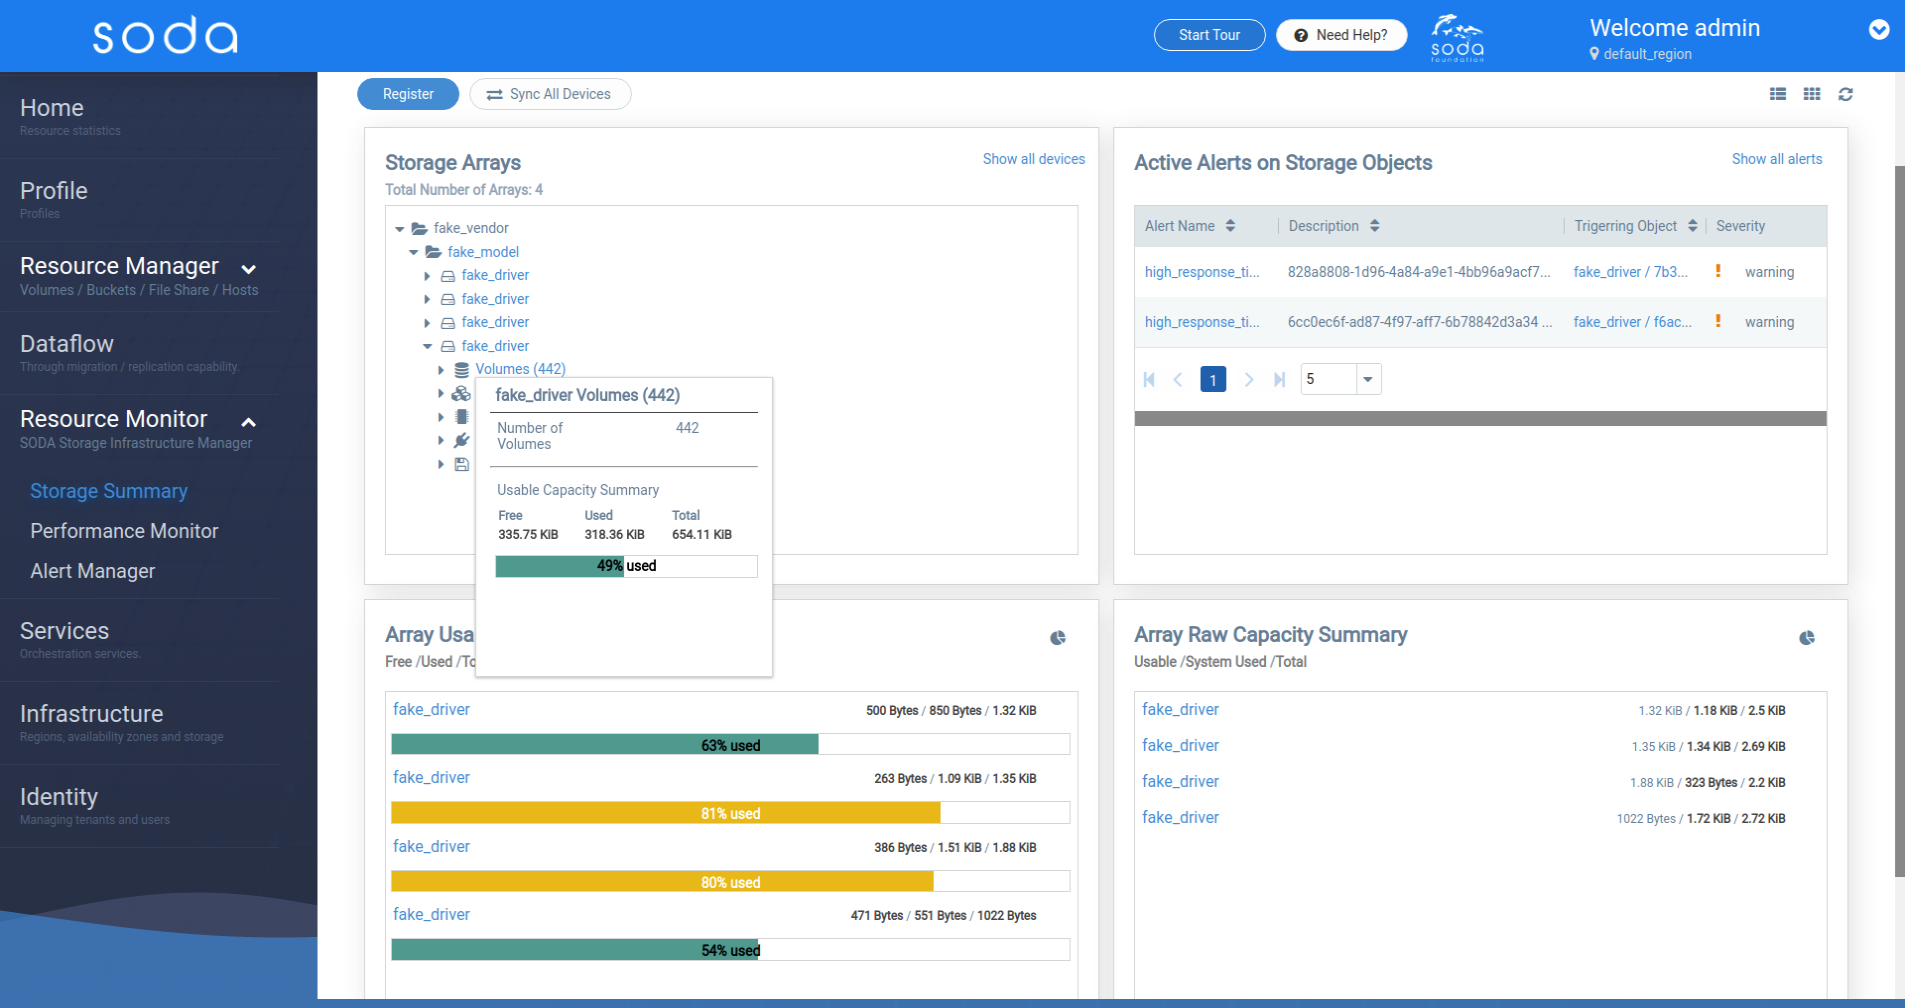 soda
Start Tour
Need Help?
soda
foundation
Welcome admin
default_region
Home
Resource statistics
Profile
Profiles
Resource Manager
Volumes / Buckets / File Share / Hosts
Dataflow
Through migration / replication capability.
Resource Monitor
SODA Storage Infrastructure Manager
Storage Summary
Performance Monitor
Alert Manager
Services
Orchestration services.
Infrastructure
Regions, availability zones and storage
Identity
Managing tenants and users
Register
Sync All Devices
Storage Arrays
Show all devices
Total Number of Arrays: 4
fake_vendor
fake_model
fake_driver
fake_driver
fake_driver
fake_driver
Volumes (442)
fake_driver Volumes (442)
Number of Volumes 442
Usable Capacity Summary
Free Used Total
335.75 KiB 318.36 KiB 654.11 KiB
49% used
Active Alerts on Storage Objects
Show all alerts
Alert Name Description Trigerring Object Severity
high_response_ti... 828a8808-1d96-4a84-a9e1-4bb96a9acf7... fake_driver / 7b3... warning
high_response_ti... 6cc0ec6f-ad87-4f97-aff7-6b78842d3a34 ... fake_driver / f6ac... warning
1
5
Array Usa
Free /Used /To
fake_driver 500 Bytes / 850 Bytes / 1.32 KiB
63% used
fake_driver 263 Bytes / 1.09 KiB / 1.35 KiB
81% used
fake_driver 386 Bytes / 1.51 KiB / 1.88 KiB
80% used
fake_driver 471 Bytes / 551 Bytes / 1022 Bytes
54% used
Array Raw Capacity Summary
Usable /System Used /Total
fake_driver 1.32 KiB / 1.18 KiB / 2.5 KiB
fake_driver 1.35 KiB / 1.34 KiB / 2.69 KiB
fake_driver 1.88 KiB / 323 Bytes / 2.2 KiB
fake_driver 1022 Bytes / 1.72 KiB / 2.72 KiB